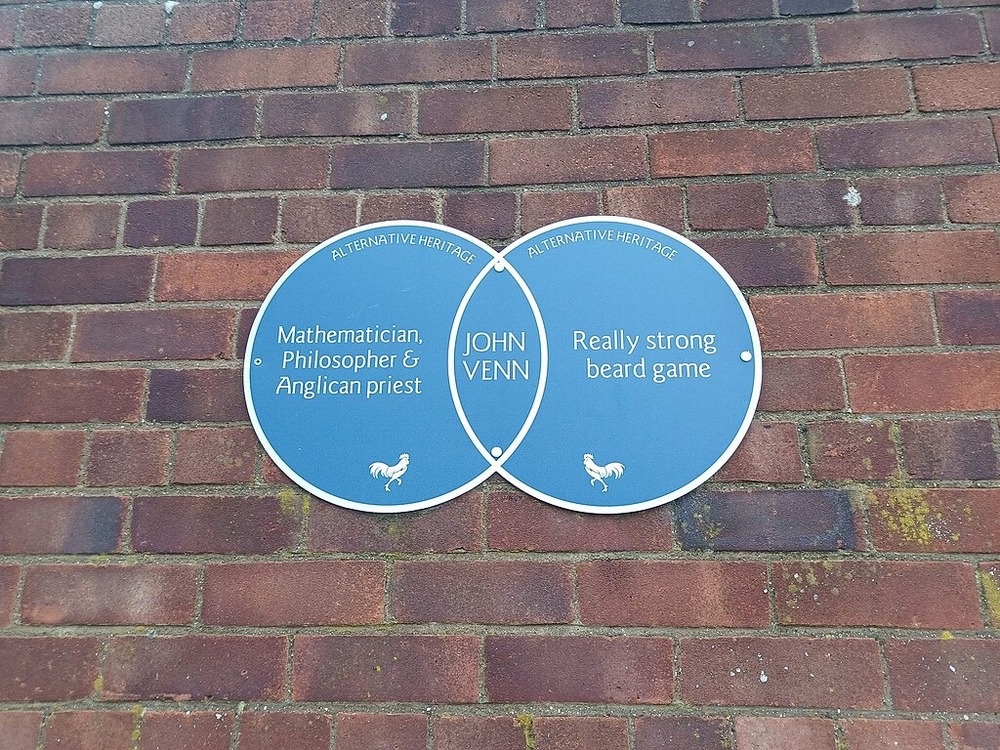 ALTERNATIVE HERITAGE
Mathematician,
Philosopher &
Anglican priest
JOHN
VENN
ALTERNATIVE HERITAGE
Really strong
beard game